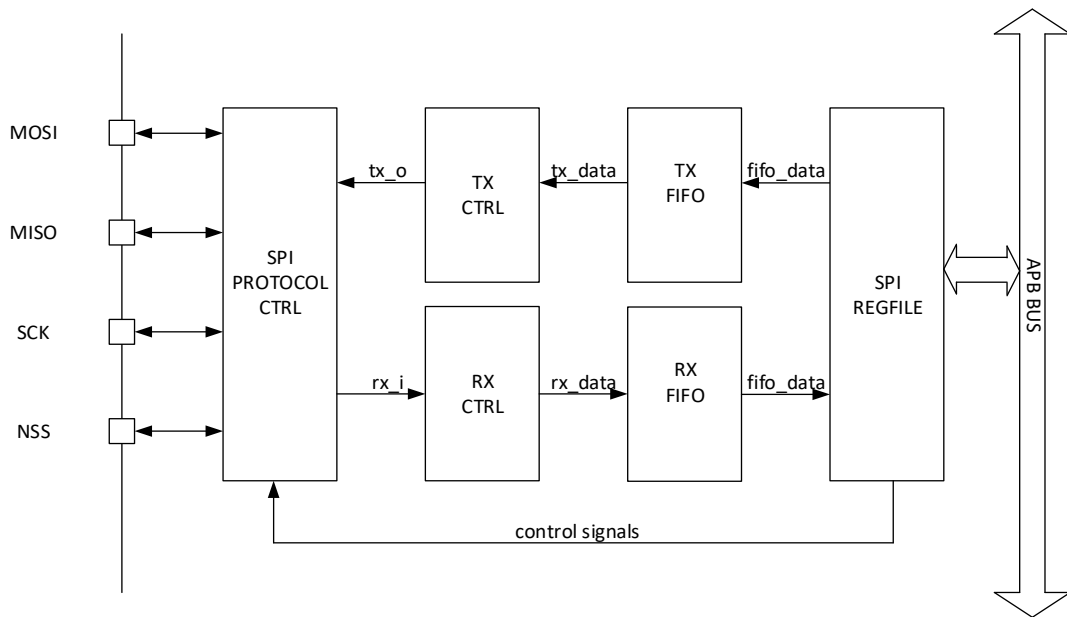 MOSI
MISO
SCK
NSS
SPI
PROTOCOL
CTRL
tx_o
TX
CTRL
tx_data
TX
FIFO
fifo_data
rx_i
RX
CTRL
rx_data
RX
FIFO
fifo_data
SPI
REGFILE
APB BUS
control signals